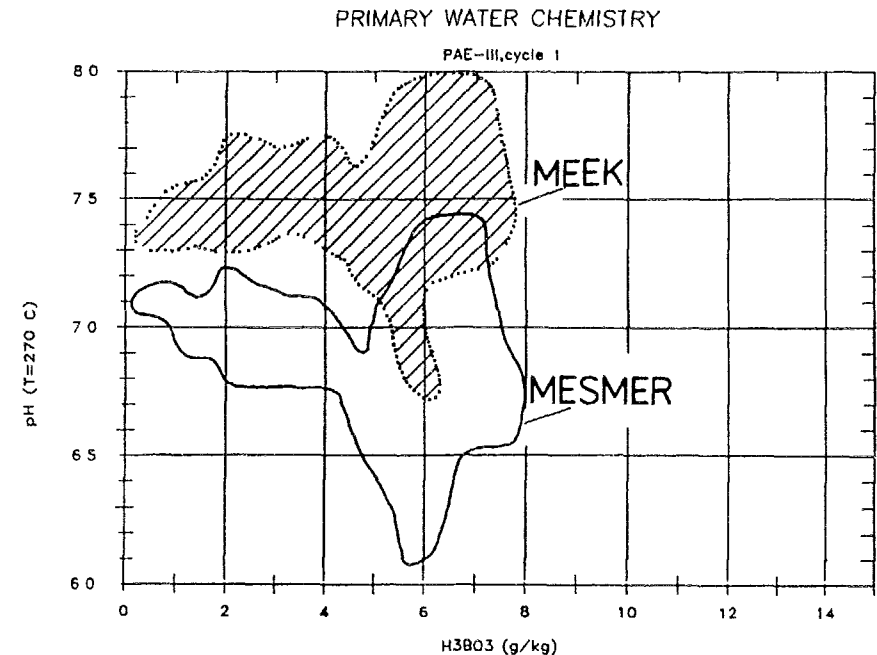 PRIMARY WATER CHEMISTRY
PAE-III,cycle 1
8 0
7 5
7 0
6 5
6 0
pH (T=270 C)
MEEK
MESMER
0 2 4 6 8 10 12 14
H3BO3 (g/kg)